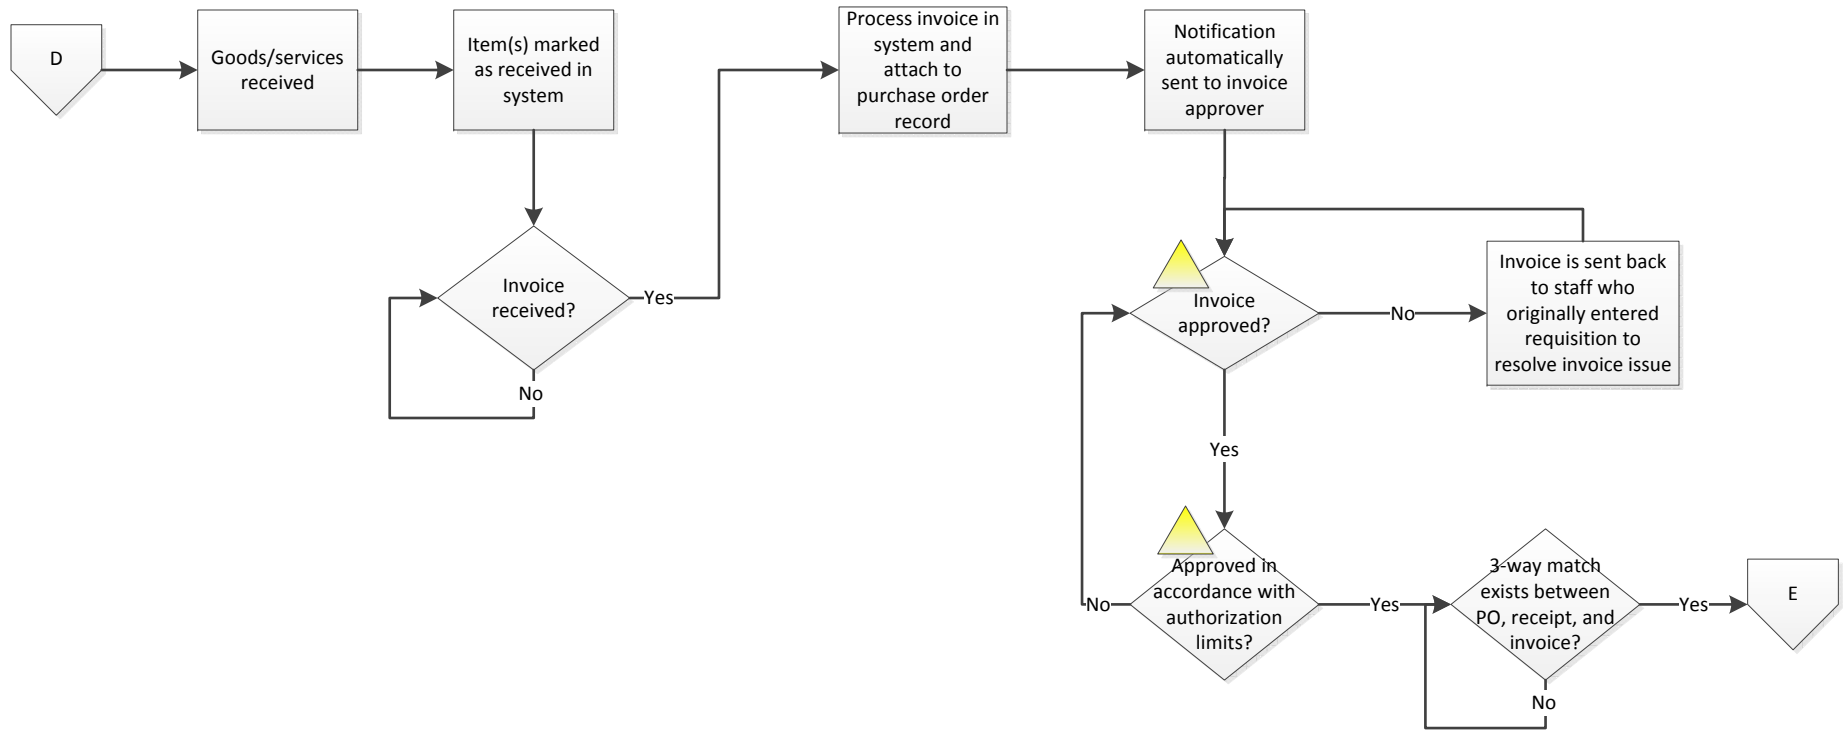 D
Goods/services
received
Item(s) marked
as received in
system
Process invoice in
system and
attach to
purchase order
record
Notification
automatically
sent to invoice
approver
Invoice
received?
Yes
No
Invoice
approved?
No
Invoice is sent back
to staff who
originally entered
requisition to
resolve invoice issue
Yes
Approved in
accordance with
authorization
limits?
No
Yes
3-way match
exists between
PO, receipt, and
invoice?
Yes
No
E